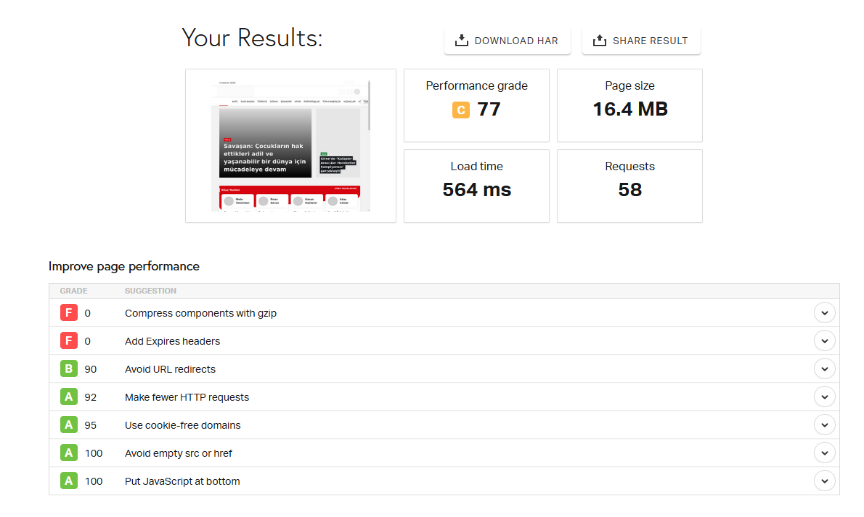 Your Results:
DOWNLOAD HAR
SHARE RESULT
Savaşan: Çocukların hak
ettikleri adil ve
yaşanabilir bir dünya için
mücadeleye devam
Performance grade
C 77
Page size
16.4 MB
Load time
564 ms
Requests
58
Improve page performance
GRADE SUGGESTION
F 0 Compress components with gzip
F 0 Add Expires headers
B 90 Avoid URL redirects
A 92 Make fewer HTTP requests
A 95 Use cookie-free domains
A 100 Avoid empty src or href
A 100 Put JavaScript at bottom